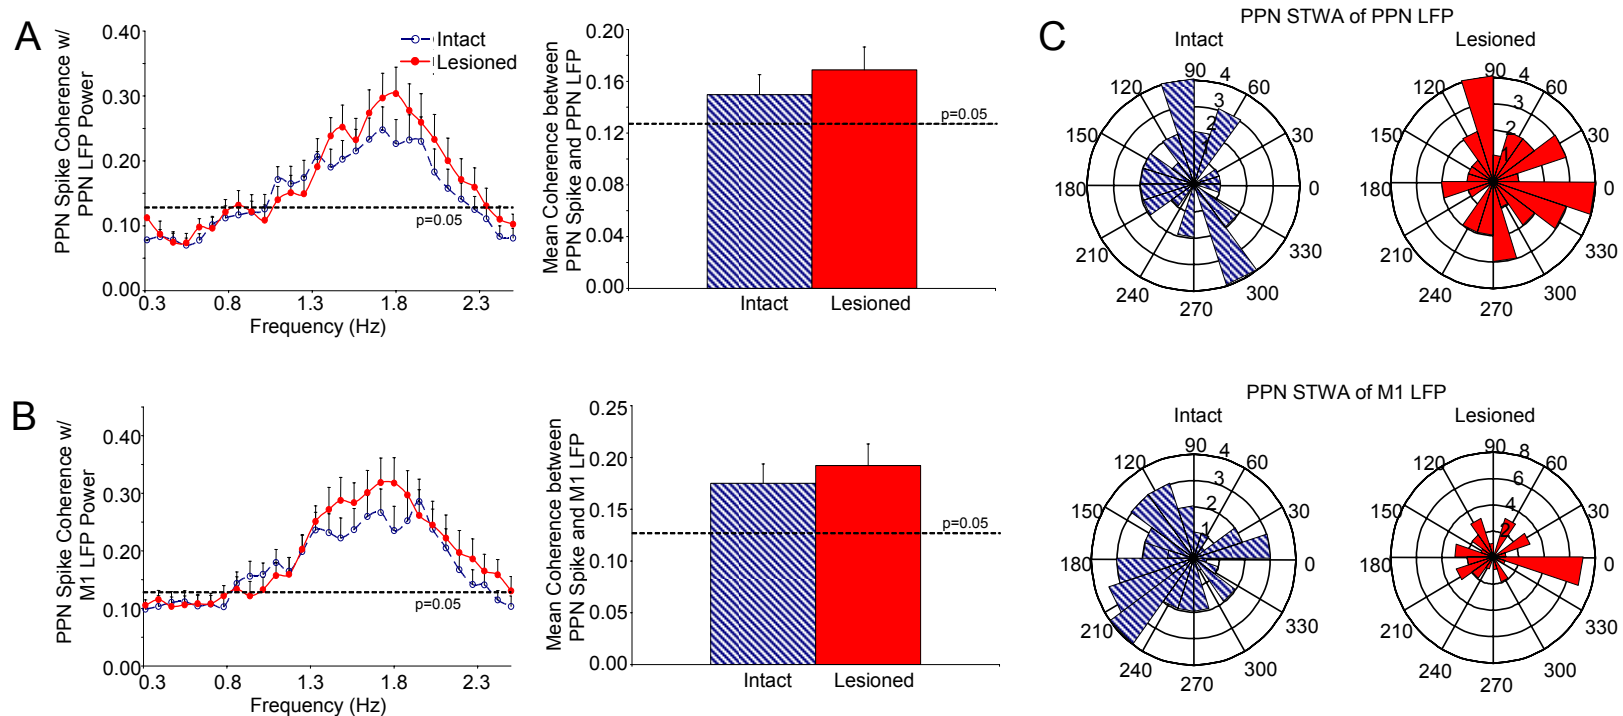 A
PPN Spike Coherence w/
PPN LFP Power
0.40
0.30
0.20
0.10
0.00
Intact
Lesioned
p=0.05
0.3 0.8 1.3 1.8 2.3
Frequency (Hz)
Mean Coherence between
PPN Spike and PPN LFP
0.20
0.16
0.12
0.08
0.04
0.00
p=0.05
Intact Lesioned
C
PPN STWA of PPN LFP
Intact
90 4
120 60
3
2
1
150 30
180 0
210 330
240 300
270
Lesioned
90 4
120 60
3
2
1
150 30
180 0
210 330
240 300
270
B
PPN Spike Coherence w/
M1 LFP Power
0.40
0.30
0.20
0.10
0.00
p=0.05
0.3 0.8 1.3 1.8 2.3
Frequency (Hz)
Mean Coherence between
PPN Spike and M1 LFP
0.25
0.20
0.15
0.10
0.05
0.00
p=0.05
Intact Lesioned
PPN STWA of M1 LFP
Intact
90 4
120 60
3
2
1
150 30
180 0
210 330
240 300
270
Lesioned
90 8
120 60
6
4
2
150 30
180 0
210 330
240 300
270